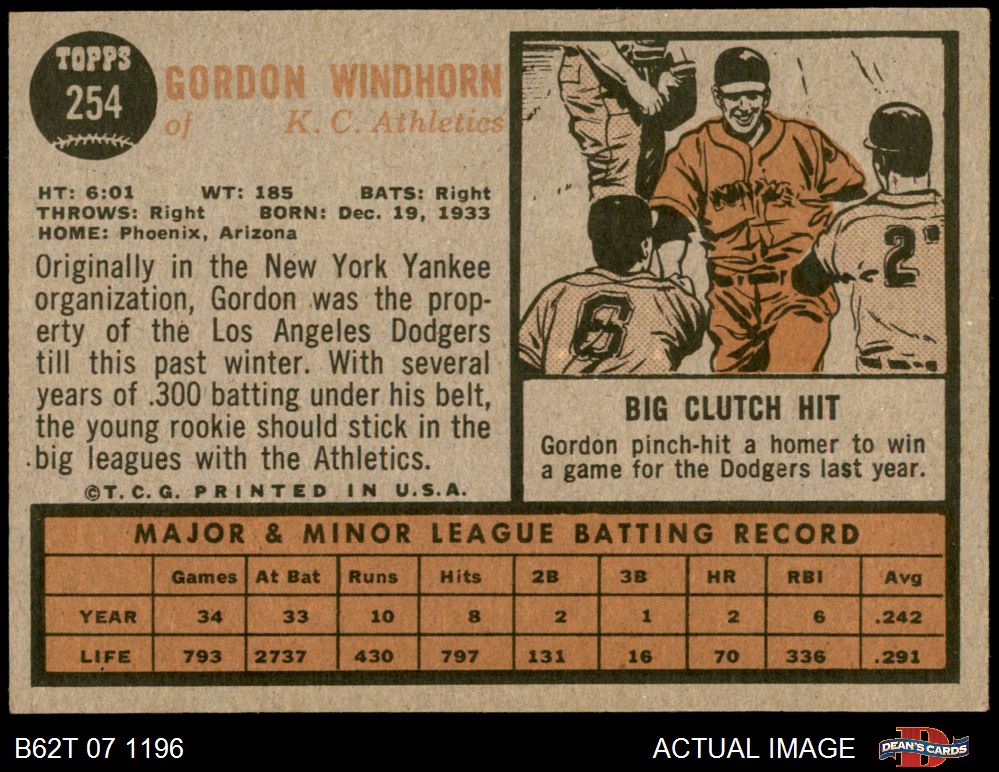 TOPPS
254
GORDON WINDHORN
of K. C. Athletics
HT: 6:01 WT: 185 BATS: Right
THROWS: Right BORN: Dec. 19, 1933
HOME: Phoenix, Arizona
Originally in the New York Yankee
organization, Gordon was the prop-
erty of the Los Angeles Dodgers
till this past winter. With several
years of .300 batting under his belt,
the young rookie should stick in the
big leagues with the Athletics.
©T. C. G. PRINTED IN U.S.A.
6
2
BIG CLUTCH HIT
Gordon pinch-hit a homer to win
a game for the Dodgers last year.
MAJOR & MINOR LEAGUE BATTING RECORD
Games At Bat Runs Hits 2B 3B HR RBI Avg
YEAR 34 33 10 8 2 1 2 6 .242
LIFE 793 2737 430 797 131 16 70 336 .291
B62T 07 1196
ACTUAL IMAGE
DEAN'S CARDS